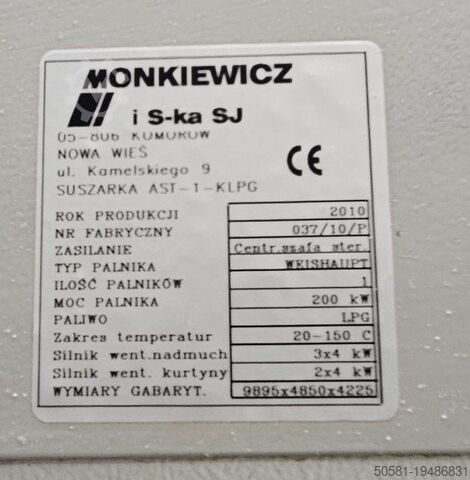 MONKIEWICZ
i S-ka SJ
05-806 KOMORÓW
NOWA WIEŚ
ul. Kamelskiego 9
SUSZARKA AST-1-KLPG
CE
ROK PRODUKCJI 2010
NR FABRYCZNY 037/10/P
ZASILANIE Centr.szafa ster.
TYP PALNIKA WEISHAUPT
ILOŚĆ PALNIKÓW 1
MOC PALNIKA 200 kW
PALIWO LPG
Zakres temperatur 20-150 C
Silnik went.nadmuch 3x4 kW
Silnik went. kurtyny 2x4 kW
WYMIARY GABARYT. 9895x4850x4225
50581-19486831